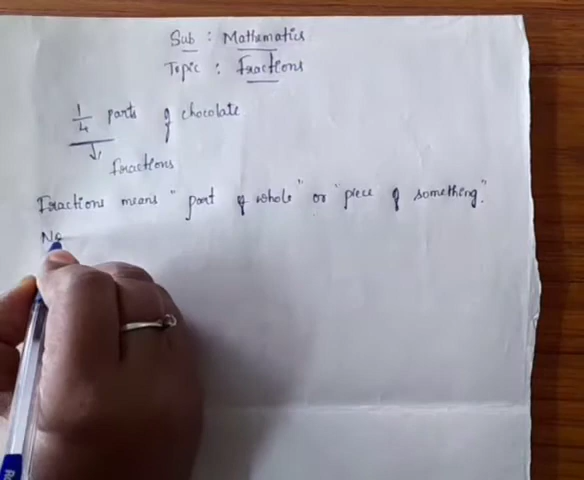 Sub : Mathematics
Topic : Fractions
1/4 parts of chocolate
fractions
Fractions means "part of whole" or "piece of something."
No